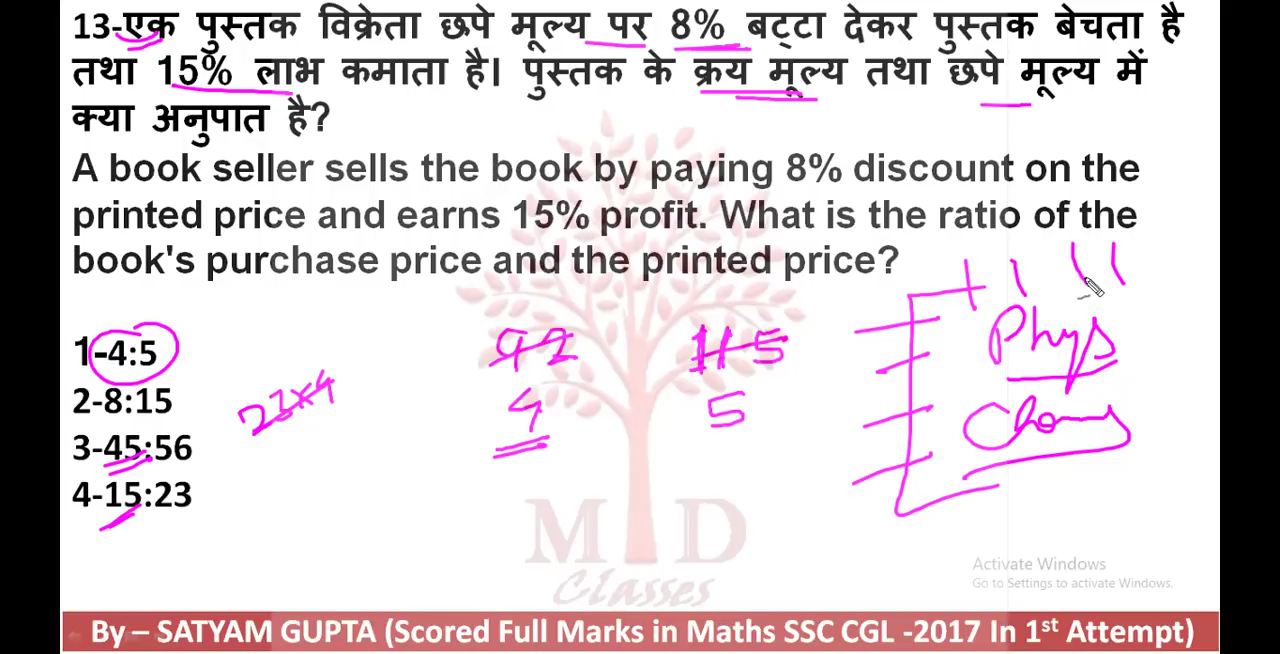 13-एक पुस्तक विक्रेता छपे मूल्य पर 8% बट्टा देकर पुस्तक बेचता है
तथा 15% लाभ कमाता है। पुस्तक के क्रय मूल्य तथा छपे मूल्य में
क्या अनुपात है?
A book seller sells the book by paying 8% discount on the
printed price and earns 15% profit. What is the ratio of the
book's purchase price and the printed price?
1-4:5
2-8:15
3-45:56
4-15:23
92 115
4 5
23×4
Phys
M D
Classes
Activate Windows
Go to Settings to activate Windows.
By – SATYAM GUPTA (Scored Full Marks in Maths SSC CGL -2017 In 1st Attempt)